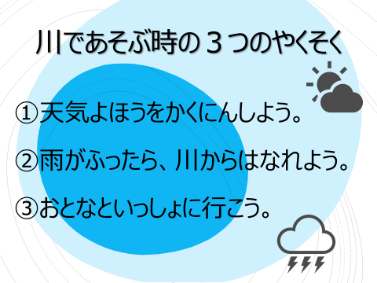 川であそぶ時の３つのやくそく
①天気よほうをかくにんしよう。
②雨がふったら、川からはなれよう。
③おとなといっしょに行こう。